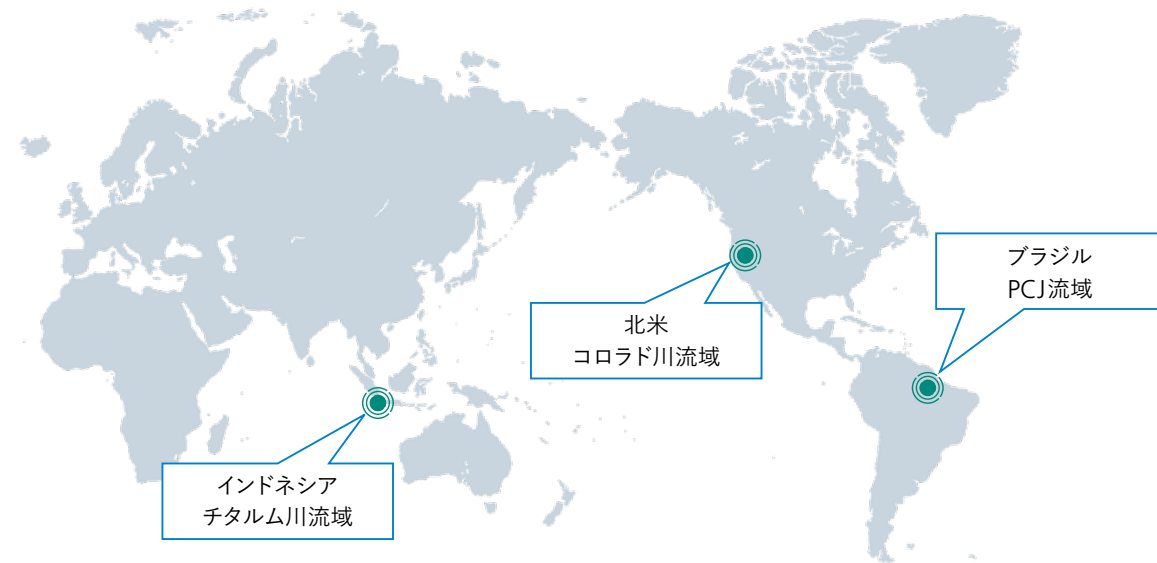 ブラジル
PCJ流域
北米
コロラド川流域
インドネシア
チタルム川流域